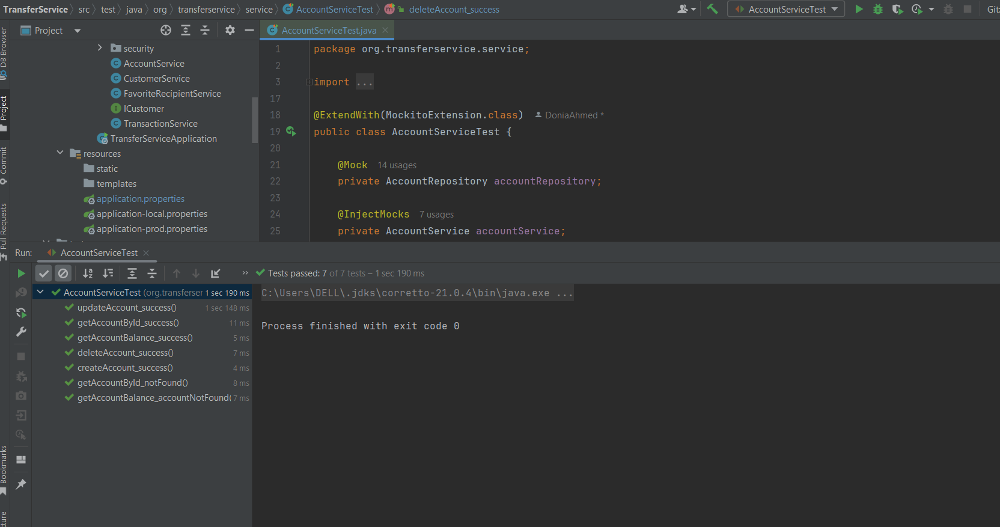 TransferService src test java org transferservice service AccountServiceTest deleteAccount_success AccountServiceTest Git:
Project
AccountServiceTest.java
security
AccountService
CustomerService
FavoriteRecipientService
ICustomer
TransactionService
TransferServiceApplication
resources
static
templates
application.properties
application-local.properties
application-prod.properties
DB Browser
Project
Commit
Pull Requests
Bookmarks
1 package org.transferservice.service;
2
3 import ...
17
18 @ExtendWith(MockitoExtension.class) DoniaAhmed *
19 public class AccountServiceTest {
20
21 @Mock 14 usages
22 private AccountRepository accountRepository;
23
24 @InjectMocks 7 usages
25 private AccountService accountService;
Run: AccountServiceTest
Tests passed: 7 of 7 tests – 1 sec 190 ms
AccountServiceTest (org.transferser 1 sec 190 ms
updateAccount_success() 1 sec 148 ms
getAccountById_success() 11 ms
getAccountBalance_success() 5 ms
deleteAccount_success() 7 ms
createAccount_success() 4 ms
getAccountById_notFound() 8 ms
getAccountBalance_accountNotFound( 7 ms
C:\Users\DELL\.jdks\corretto-21.0.4\bin\java.exe ...
Process finished with exit code 0